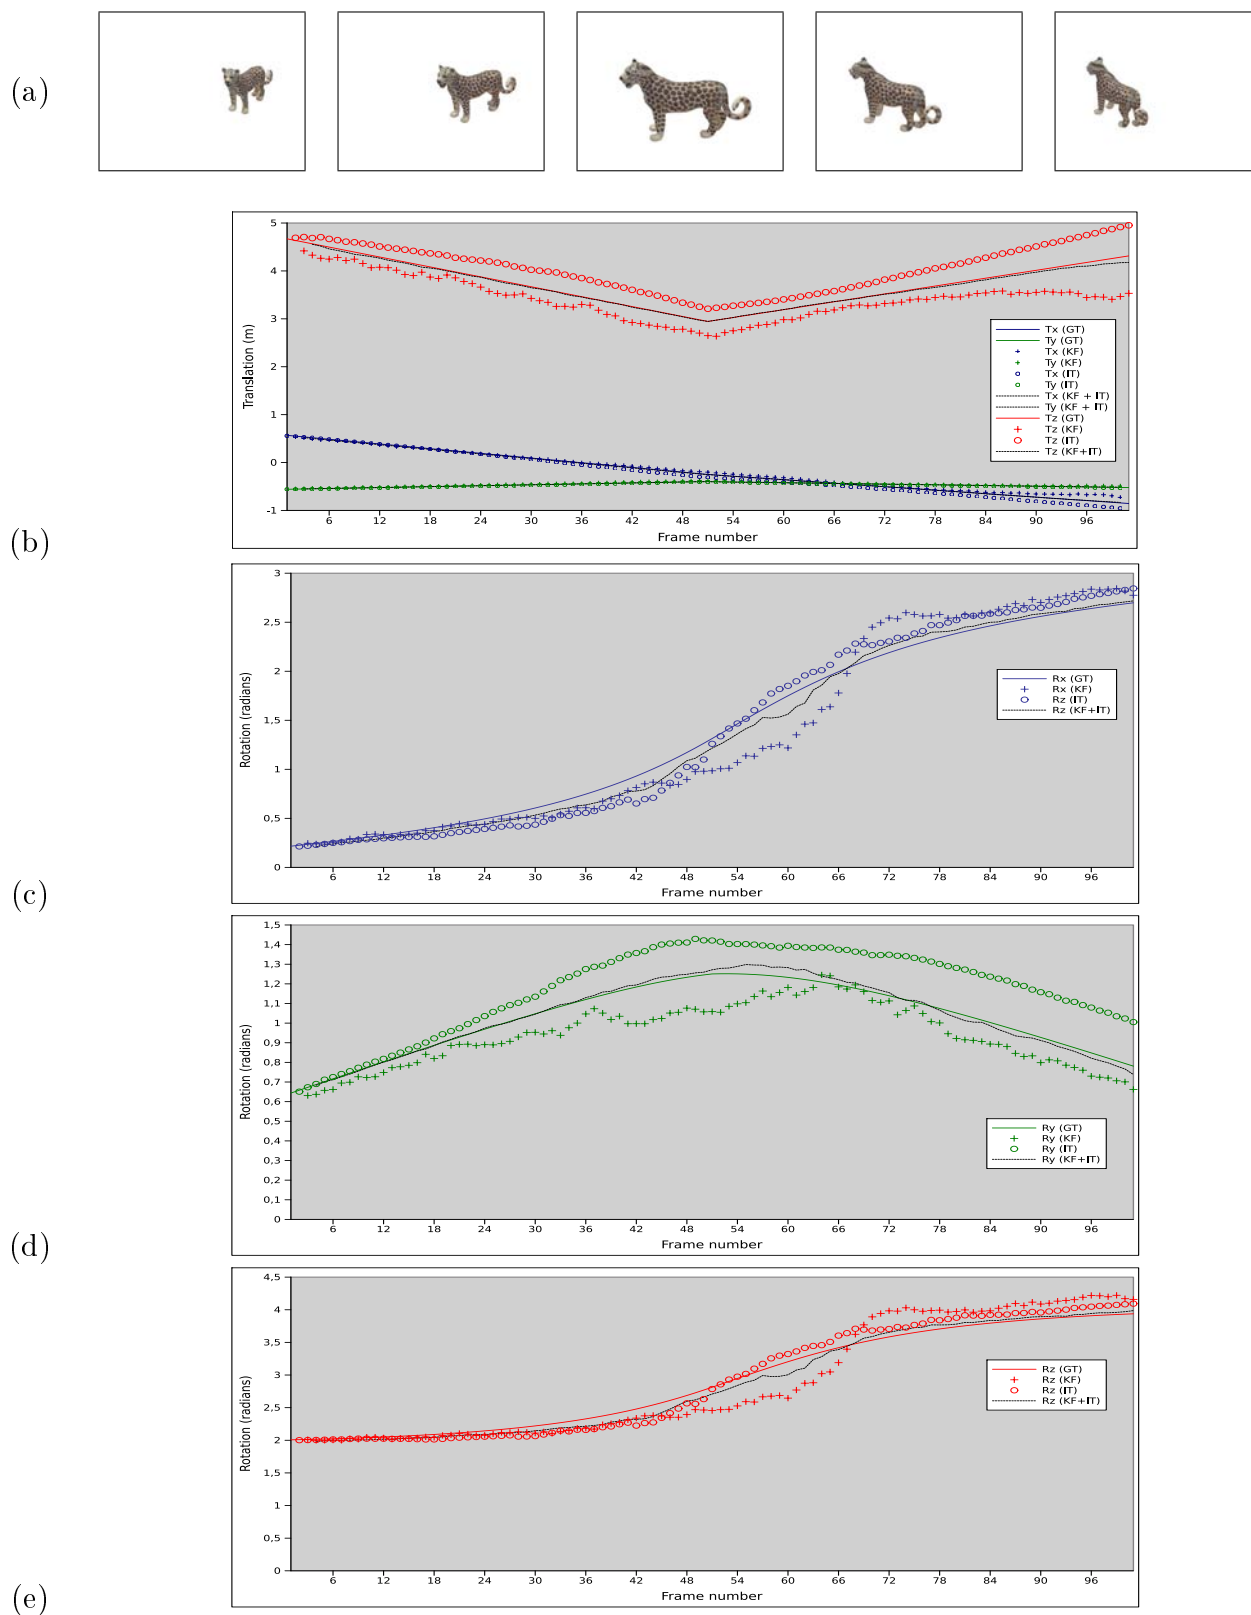 (a)
5
4
3
2
1
0
-1
Translation (m)
Tx (GT)
Ty (GT)
Tx (KF)
Ty (KF)
Tx (IT)
Ty (IT)
Tx (KF + IT)
Ty (KF + IT)
Tz (GT)
Tz (KF)
Tz (IT)
Tz (KF+IT)
6 12 18 24 30 36 42 48 54 60 66 72 78 84 90 96
Frame number
(b)
3
2,5
2
1,5
1
0,5
0
Rotation (radians)
Rx (GT)
Rx (KF)
Rz (IT)
Rz (KF+IT)
6 12 18 24 30 36 42 48 54 60 66 72 78 84 90 96
Frame number
(c)
1,5
1,4
1,3
1,2
1,1
1
0,9
0,8
0,7
0,6
0,5
0,4
0,3
0,2
0,1
0
Rotation (radians)
Ry (GT)
Ry (KF)
Ry (IT)
Ry (KF+IT)
6 12 18 24 30 36 42 48 54 60 66 72 78 84 90 96
Frame number
(d)
4,5
4
3,5
3
2,5
2
1,5
1
0,5
0
Rotation (radians)
Rz (GT)
Rz (KF)
Rz (IT)
Rz (KF+IT)
6 12 18 24 30 36 42 48 54 60 66 72 78 84 90 96
Frame number
(e)